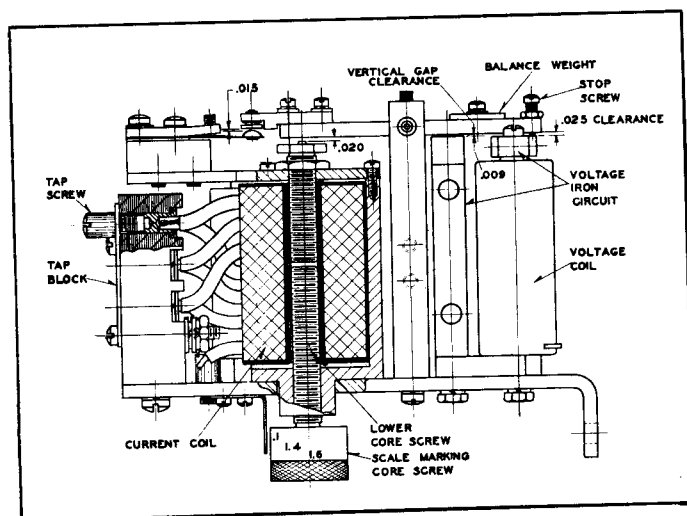 .015
VERTICAL GAP
CLEARANCE
BALANCE WEIGHT
STOP
SCREW
.025 CLEARANCE
.020
.009
VOLTAGE
IRON
CIRCUIT
TAP
SCREW
TAP
BLOCK
VOLTAGE
COIL
CURRENT COIL
LOWER
CORE SCREW
SCALE MARKING
CORE SCREW
.1
1.4
1.6